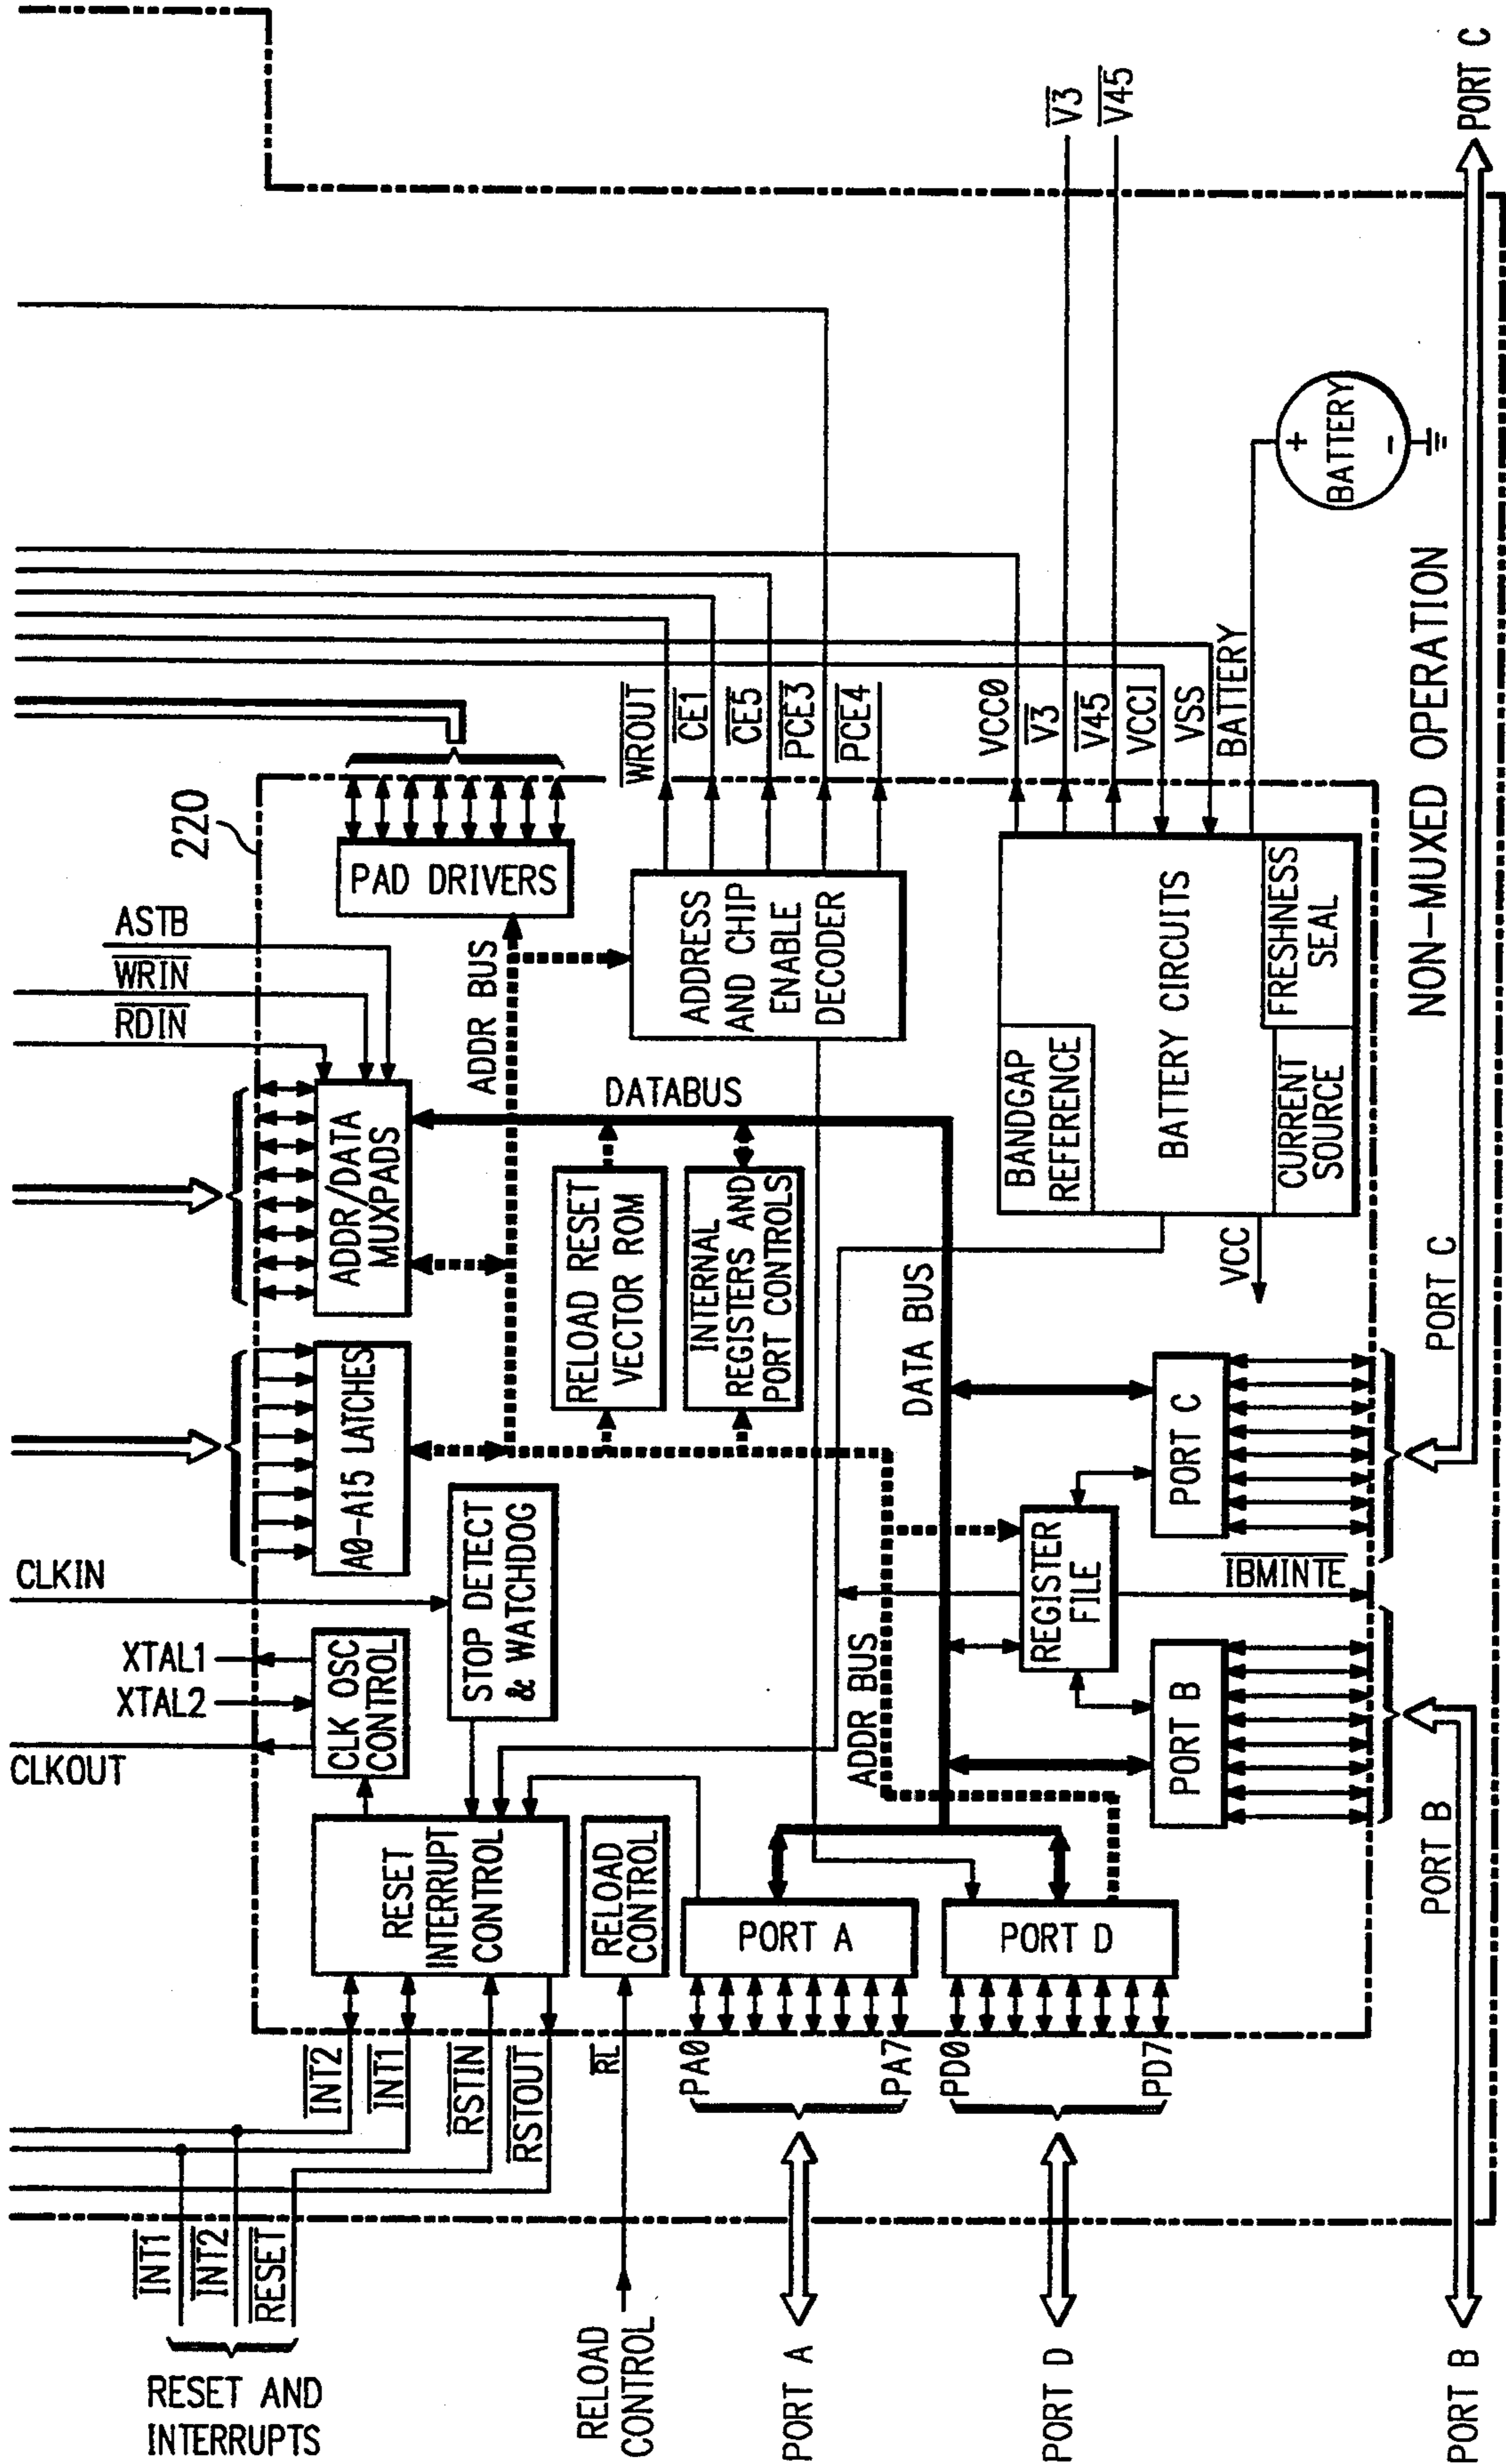 220
ASTB
WRIN
RDIN
CLKIN
XTAL1
XTAL2
CLKOUT
PAD DRIVERS
ADDR/DATA
MUXPADS
A0-A15 LATCHES
CLK OSC
CONTROL
STOP DETECT
& WATCHDOG
RESET
INTERRUPT
CONTROL
RELOAD
CONTROL
ADDR BUS
DATABUS
RELOAD RESET
VECTOR ROM
INTERNAL
REGISTERS AND
PORT CONTROLS
ADDRESS
AND CHIP
ENABLE
DECODER
WROUT
CE1
CE5
PCE3
PCE4
VCC0
V3
V45
VCCI
VSS
BATTERY
V3
V45
BANDGAP
REFERENCE
BATTERY CIRCUITS
CURRENT
SOURCE
FRESHNESS
SEAL
VCC
+
BATTERY
-
DATA BUS
ADDR BUS
REGISTER
FILE
IBMINTE
PORT A
PORT D
PORT B
PORT C
INT2
INT1
RSTIN
RSTOUT
RL
PA0
PA7
PD0
PD7
INT1
INT2
RESET
RESET AND
INTERRUPTS
RELOAD
CONTROL
PORT A
PORT D
PORT B
PORT B
PORT C
NON-MUXED OPERATION
PORT C